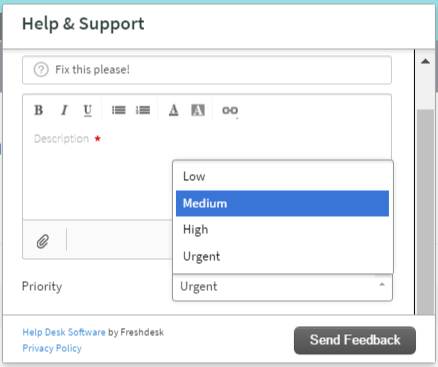 Help & Support
Fix this please!
B I U A A
Description *
Low
Medium
High
Urgent
Priority
Urgent
Help Desk Software by Freshdesk
Privacy Policy
Send Feedback